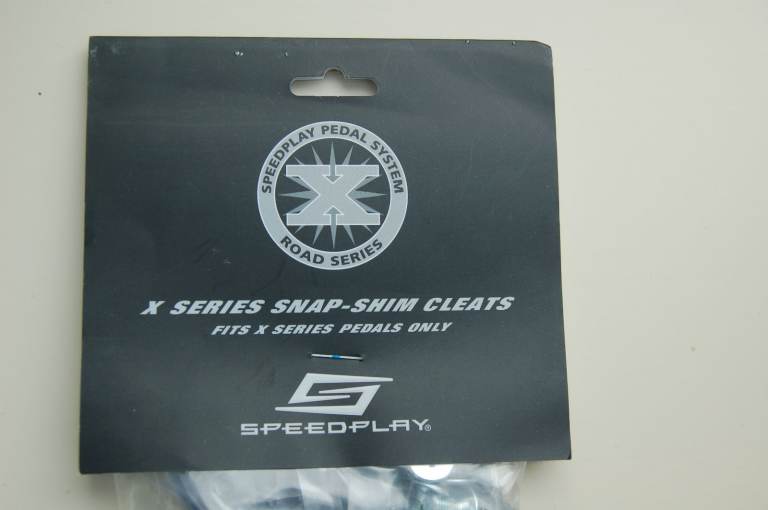 SPEEDPLAY PEDAL SYSTEM
X
ROAD SERIES
X SERIES SNAP-SHIM CLEATS
FITS X SERIES PEDALS ONLY
SPEEDPLAY®